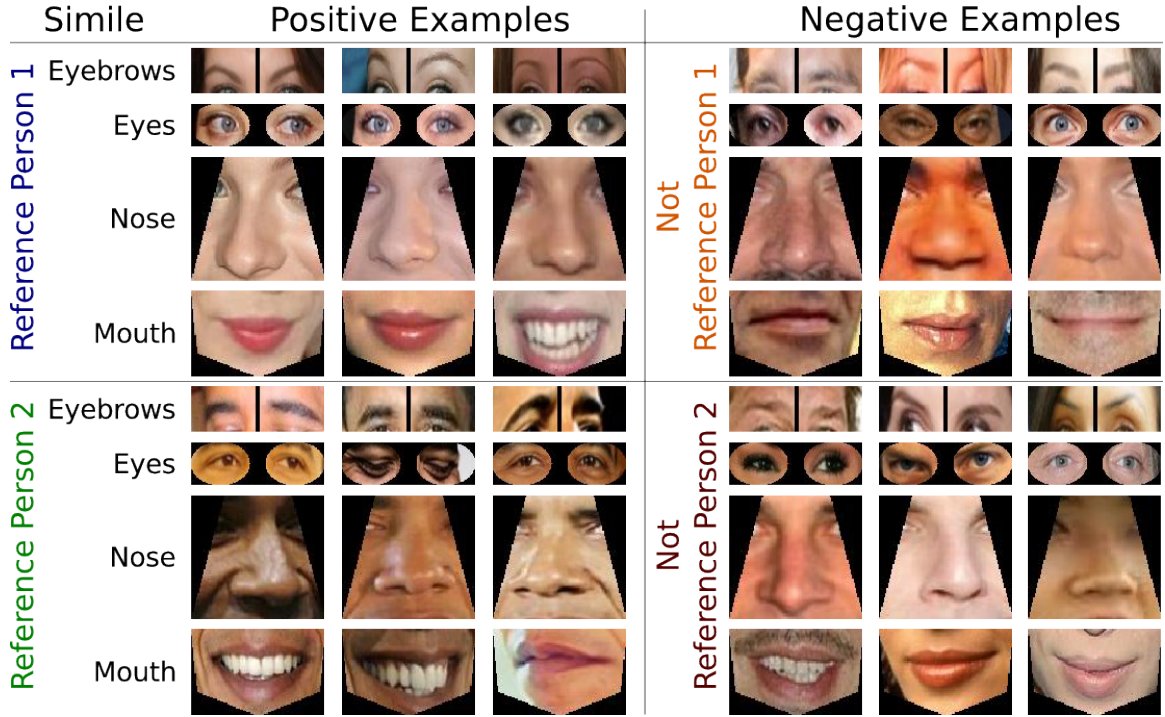 Simile Positive Examples Negative Examples
Reference Person 1
Eyebrows
Eyes
Nose
Mouth
Not
Reference Person 1
Reference Person 2
Eyebrows
Eyes
Nose
Mouth
Not
Reference Person 2